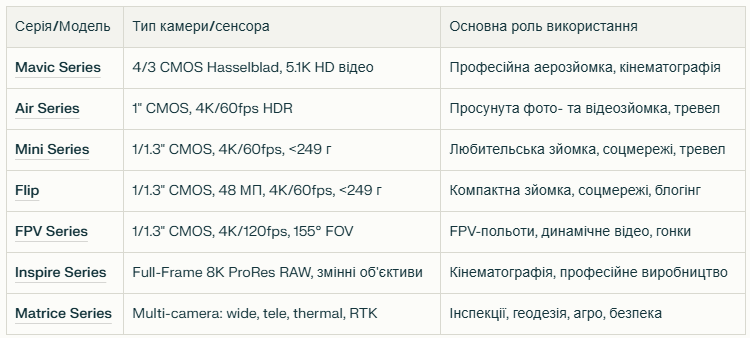 Серія/Модель Тип камери/сенсора Основна роль використання
Mavic Series 4/3 CMOS Hasselblad, 5.1K HD відео Професійна аерозйомка, кінематографія
Air Series 1" CMOS, 4K/60fps HDR Просунута фото- та відеозйомка, тревел
Mini Series 1/1.3" CMOS, 4K/60fps, <249 г Любительська зйомка, соцмережі, тревел
Flip 1/1.3" CMOS, 48 МП, 4K/60fps, <249 г Компактна зйомка, соцмережі, блогінг
FPV Series 1/1.3" CMOS, 4K/120fps, 155° FOV FPV-польоти, динамічне відео, гонки
Inspire Series Full-Frame 8K ProRes RAW, змінні об'єктиви Кінематографія, професійне виробництво
Matrice Series Multi-camera: wide, tele, thermal, RTK Інспекції, геодезія, агро, безпека